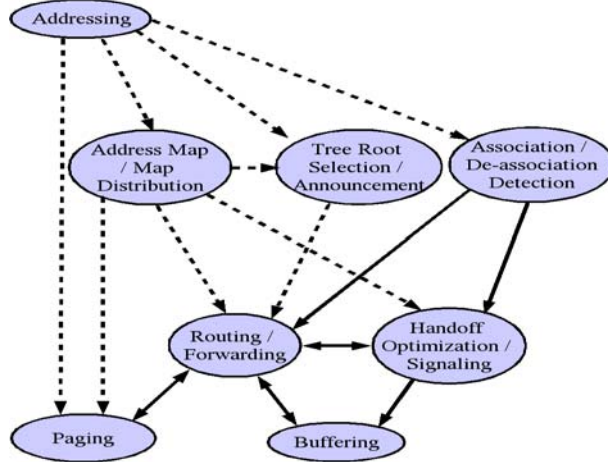 Addressing
Address Map
/ Map
Distribution
Tree Root
Selection /
Announcement
Association /
De-association
Detection
Routing /
Forwarding
Handoff
Optimization /
Signaling
Paging
Buffering